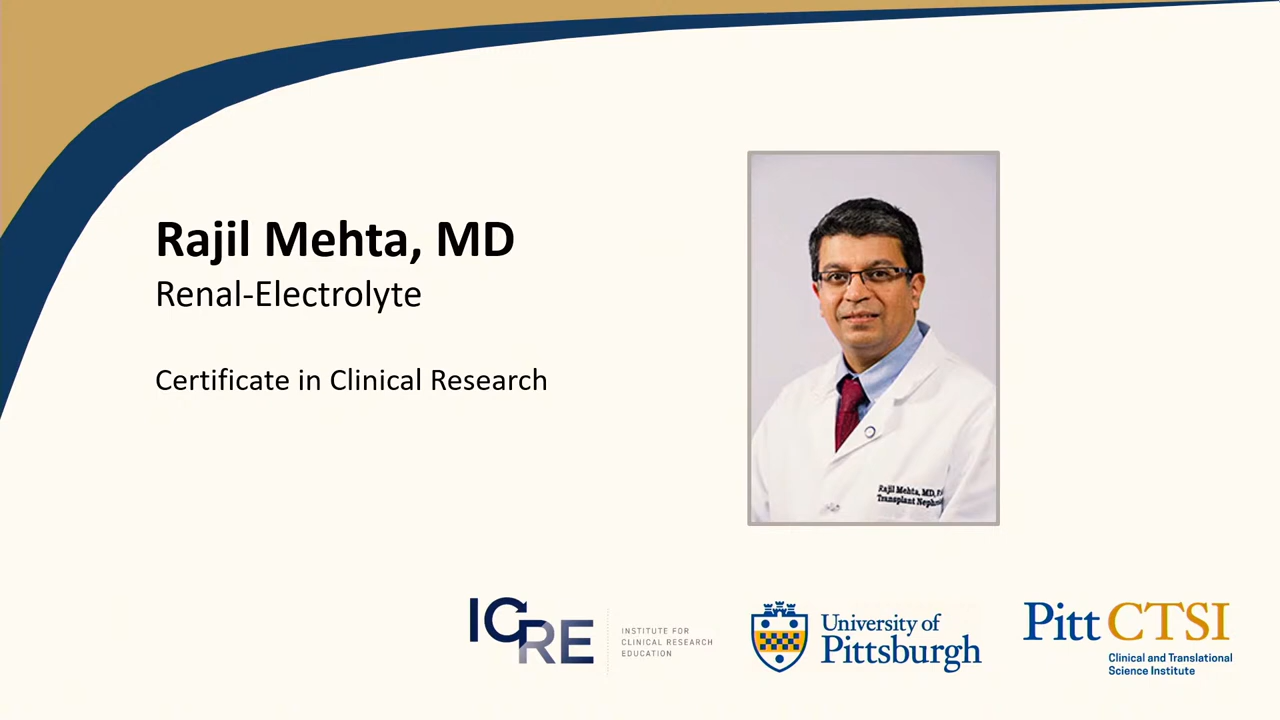 Rajil Mehta, MD
Renal-Electrolyte
Certificate in Clinical Research
Rajil Mehta, MD,
Transplant
ICRE
INSTITUTE FOR
CLINICAL RESEARCH
EDUCATION
University of
Pittsburgh
Pitt CTSI
Clinical and Translational
Science Institute